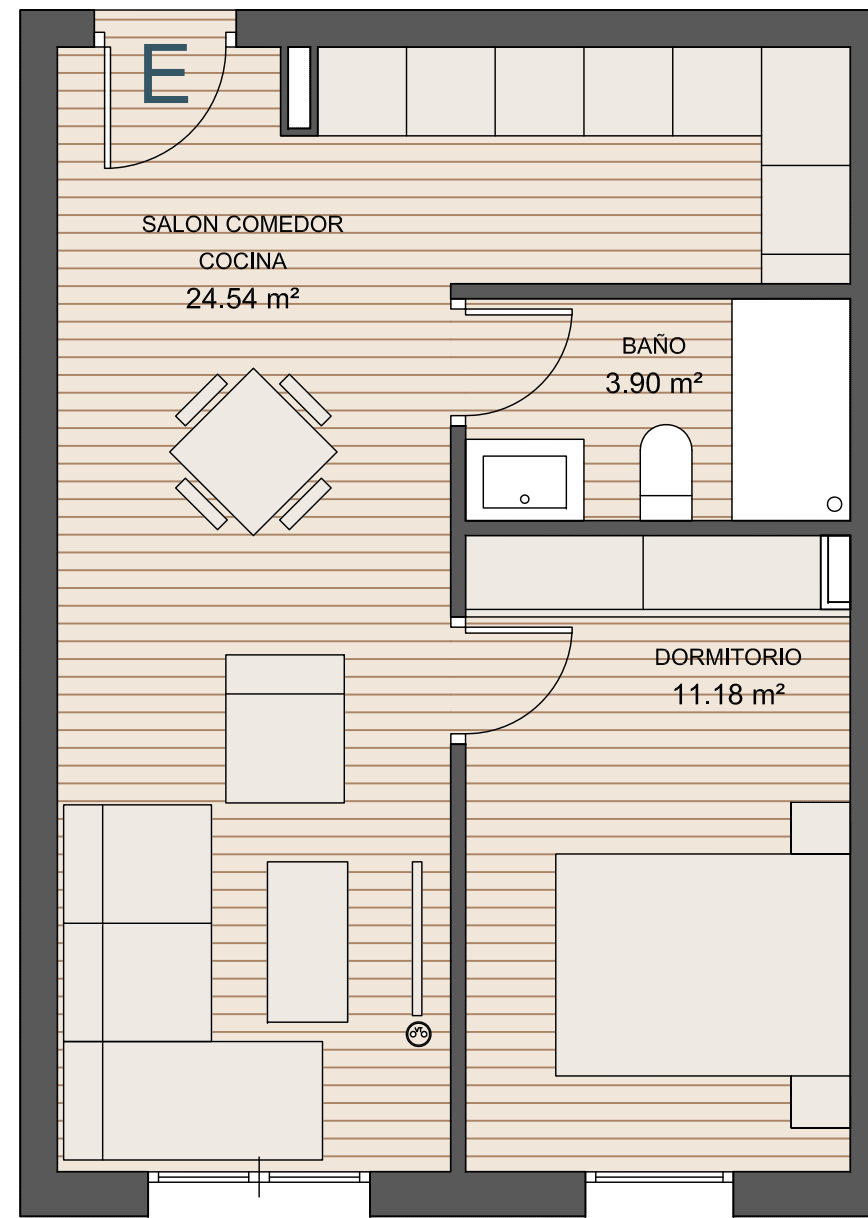 E
SALON COMEDOR
COCINA
24.54 m²
BAÑO
3.90 m²
DORMITORIO
11.18 m²